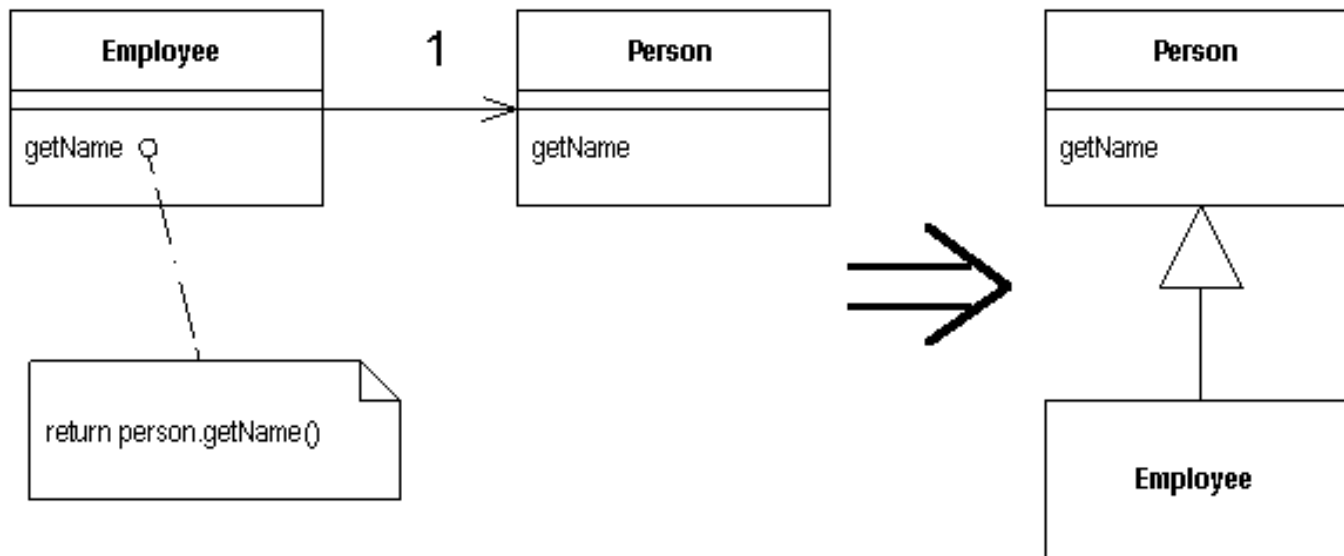 Employee
1
Person
Person
getName
getName
getName
return person.getName()
Employee